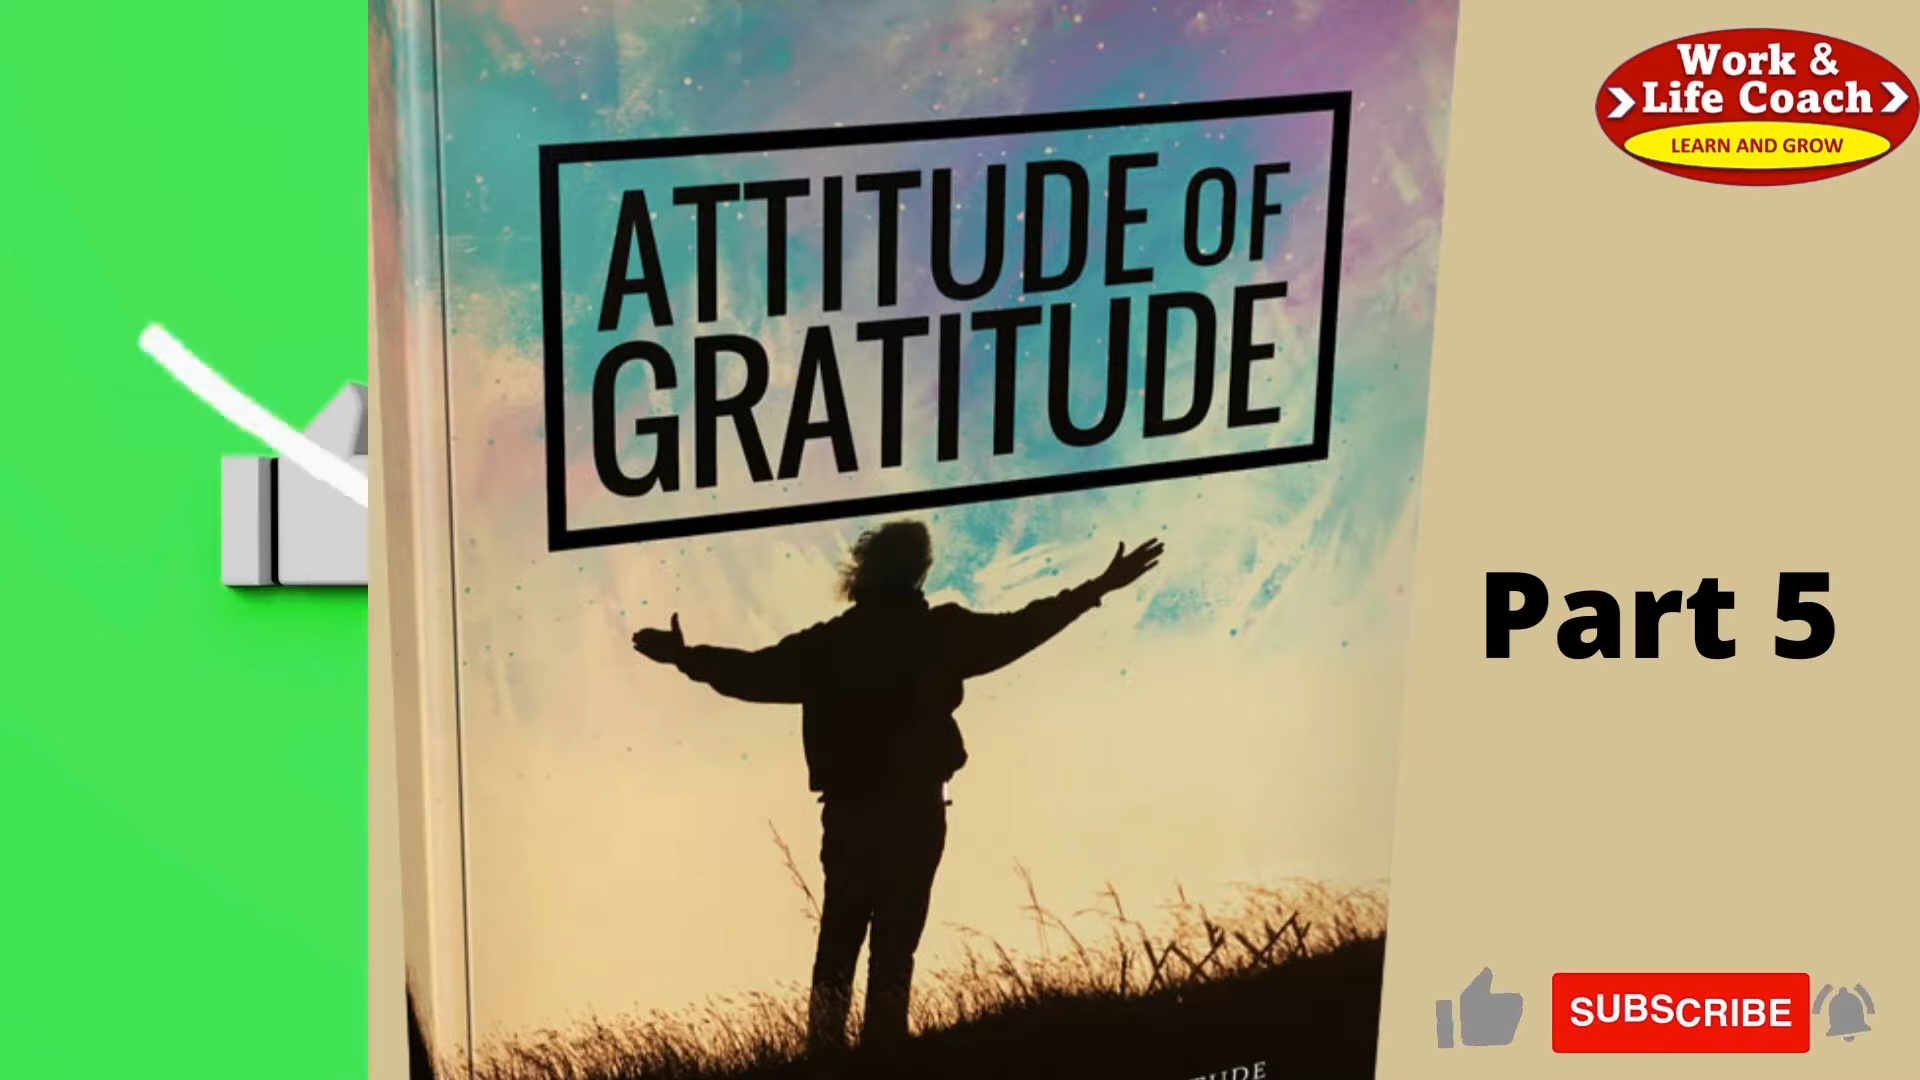 Work &
Life Coach
LEARN AND GROW
ATTITUDE OF
GRATITUDE
Part 5
SUBSCRIBE